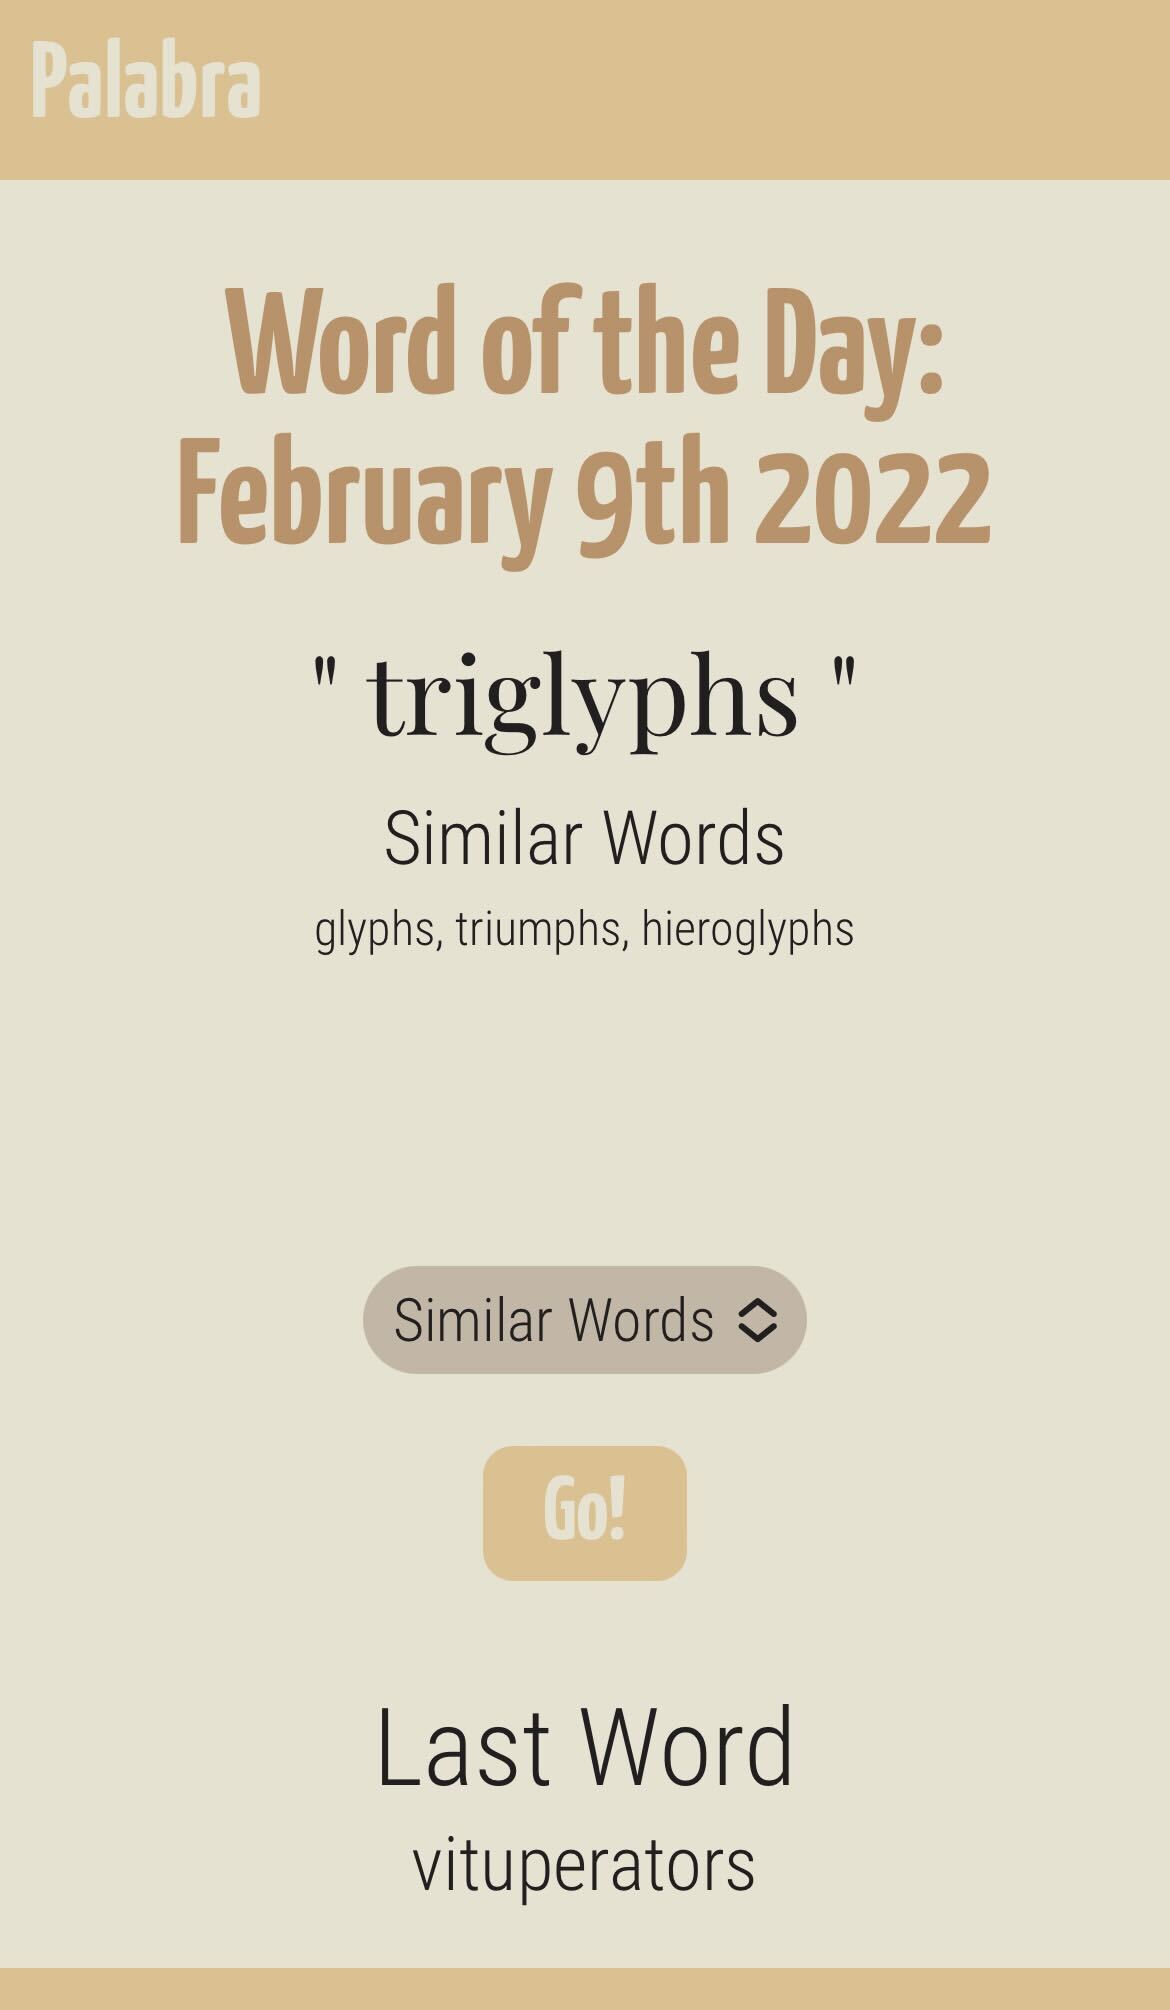 Palabra
Word of the Day:
February 9th 2022
" triglyphs "
Similar Words
glyphs, triumphs, hieroglyphs
Similar Words
Go!
Last Word
vituperators